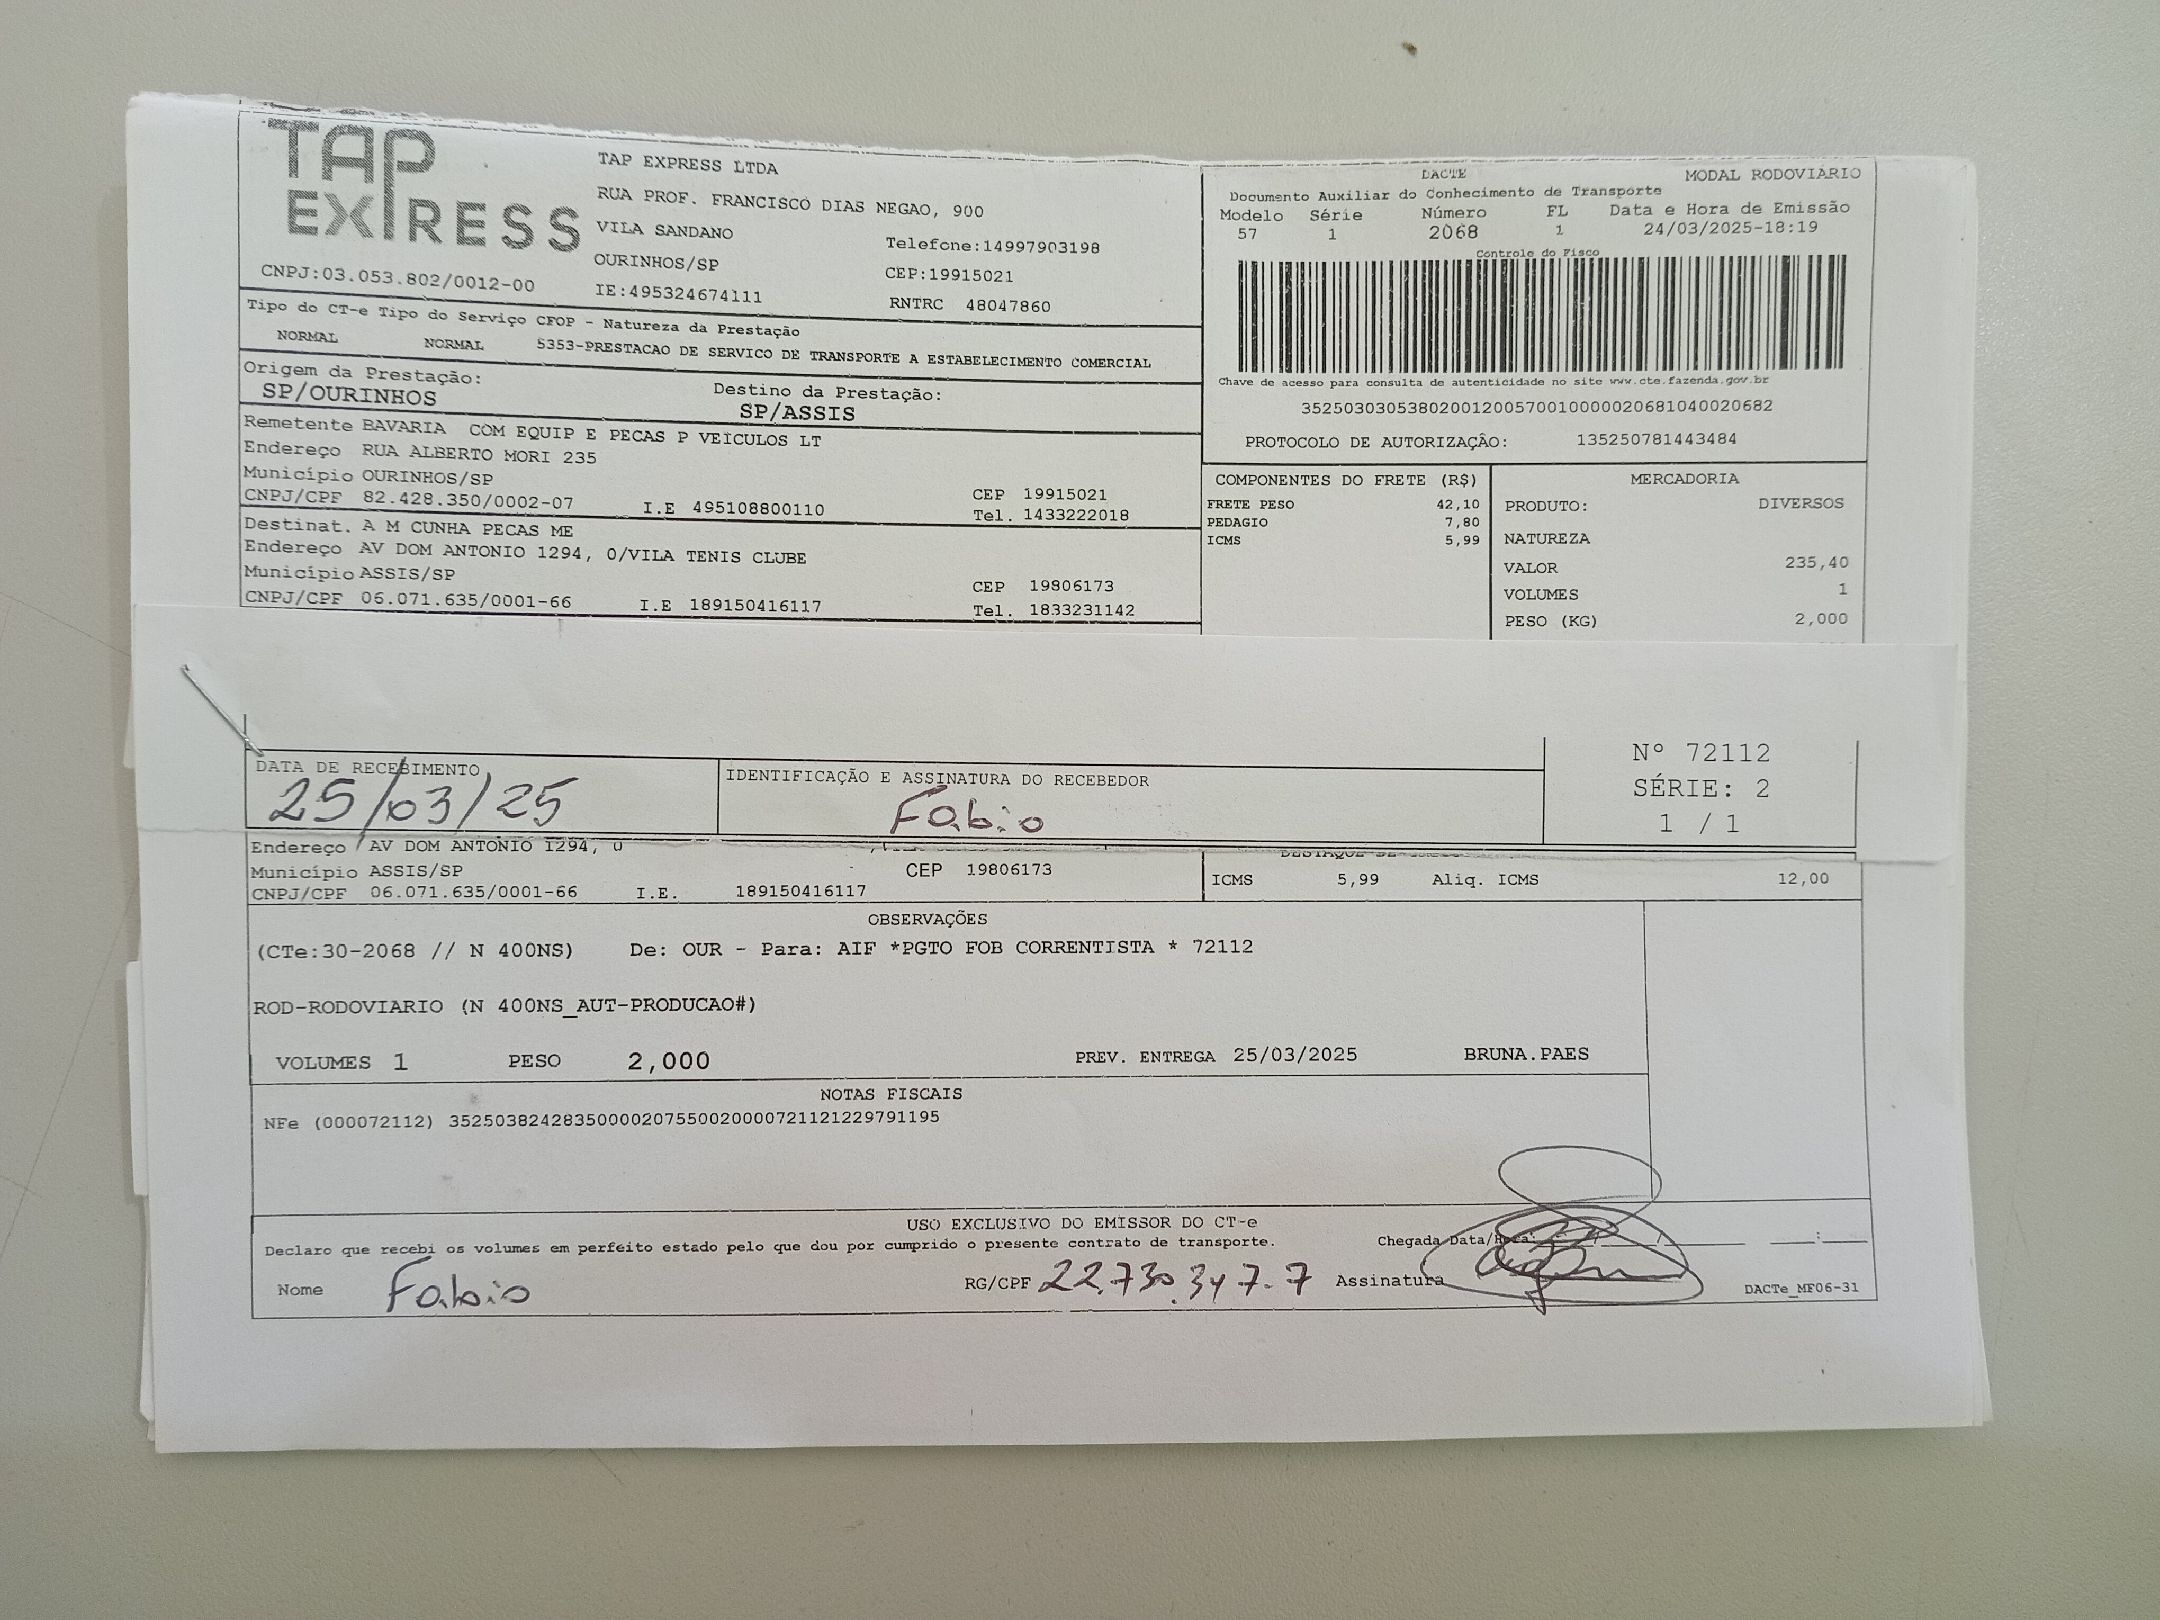 TAP EXPRESS
TAP EXPRESS LTDA
RUA PROF. FRANCISCO DIAS NEGAO, 900
VILA SANDANO
Telefone:14997903198
OURINHOS/SP
CEP:19915021
CNPJ:03.053.802/0012-00
IE:495324674111
RNTRC 48047860
DACTE MODAL RODOVIARIO
Documento Auxiliar do Conhecimento de Transporte
Modelo Série Número FL Data e Hora de Emissão
57 1 2068 1 24/03/2025-18:19
Controle do Fisco
Chave de acesso para consulta de autenticidade no site www.cte.fazenda.gov.br
35250303053802001200570010000020681040020682
PROTOCOLO DE AUTORIZAÇÂO: 135250781443484
Tipo do CT-e Tipo do Serviço CFOP - Natureza da Prestação
NORMAL NORMAL 5353-PRESTACAO DE SERVICO DE TRANSPORTE A ESTABELECIMENTO COMERCIAL
Origem da Prestação: Destino da Prestação:
SP/OURINHOS SP/ASSIS
Remetente BAVARIA COM EQUIP E PECAS P VEICULOS LT
Endereço RUA ALBERTO MORI 235
Município OURINHOS/SP CEP 19915021
CNPJ/CPF 82.428.350/0002-07 I.E 495108800110 Tel. 1433222018
Destinat. A M CUNHA PECAS ME
Endereço AV DOM ANTONIO 1294, 0/VILA TENIS CLUBE
Município ASSIS/SP CEP 19806173
CNPJ/CPF 06.071.635/0001-66 I.E 189150416117 Tel. 1833231142
COMPONENTES DO FRETE (R$)
FRETE PESO 42,10
PEDAGIO 7,80
ICMS 5,99
MERCADORIA
PRODUTO: DIVERSOS
NATUREZA
VALOR 235,40
VOLUMES 1
PESO (KG) 2,000
DATA DE RECEBIMENTO
25/03/25
IDENTIFICAÇÃO E ASSINATURA DO RECEBEDOR
Fabio
Nº 72112
SÉRIE: 2
1 / 1
Endereço AV DOM ANTONIO 1294, 0
Município ASSIS/SP CEP 19806173
CNPJ/CPF 06.071.635/0001-66 I.E. 189150416117
ICMS 5,99 Aliq. ICMS 12,00
OBSERVAÇÕES
(CTe:30-2068 // N 400NS) De: OUR - Para: AIF *PGTO FOB CORRENTISTA * 72112
ROD-RODOVIARIO (N 400NS_AUT-PRODUCAO#)
VOLUMES 1 PESO 2,000 PREV. ENTREGA 25/03/2025 BRUNA.PAES
NOTAS FISCAIS
NFe (000072112) 35250382428350000207550020000721121229791195
USO EXCLUSIVO DO EMISSOR DO CT-e
Declaro que recebi os volumes em perfeito estado pelo que dou por cumprido o presente contrato de transporte. Chegada Data/Hora:
Nome Fabio RG/CPF 22.730.347-7 Assinatura
DACTe_MF06-31